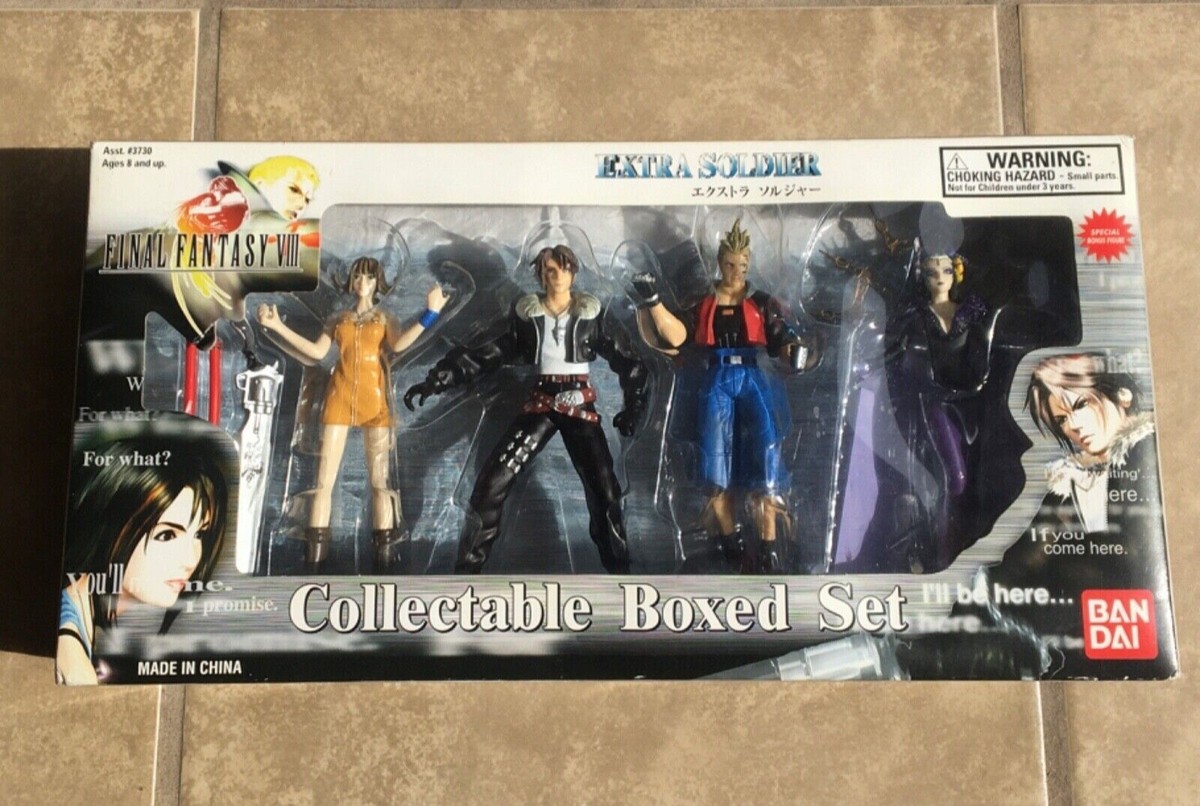 Asst. #3730
Ages 8 and up.
EXTRA SOLDIER
エクストラ ソルジャー
WARNING:
CHOKING HAZARD - Small parts.
Not for Children under 3 years.
FINAL FANTASY VIII
SPECIAL
BONUS FIGURE
W
For what?
For what?
You'll
me.
I promise.
ere...
If you
come here.
I'll be here...
here...
Collectable Boxed Set
BAN
DAI
MADE IN CHINA